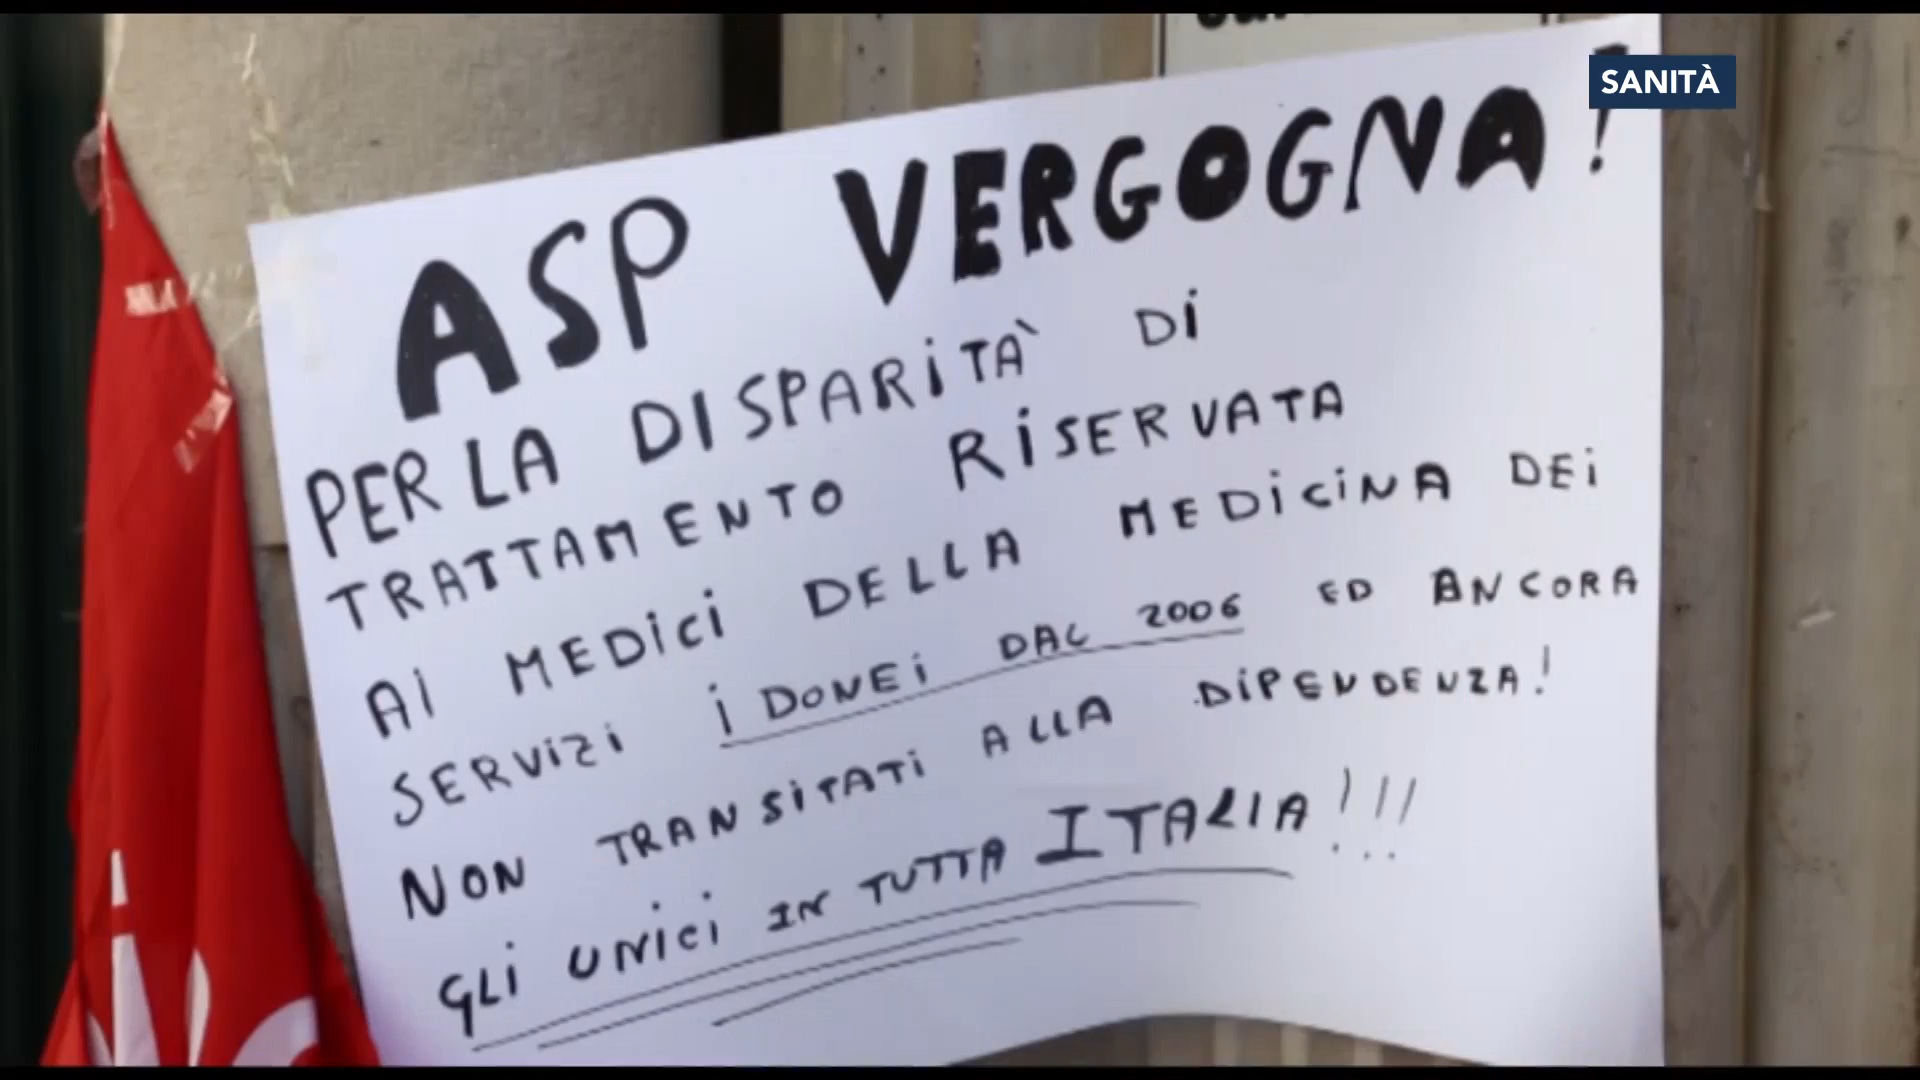 SANITÀ
ASP VERGOGNA!
PER LA DISPARITÀ DI
TRATTAMENTO RISERVATA
AI MEDICI DELLA MEDICINA DEI
SERVIZI IDONEI DAL 2006 ED ANCORA
NON TRANSITATI ALLA DIPENDENZA!
GLI UNICI IN TUTTA ITALIA!!!